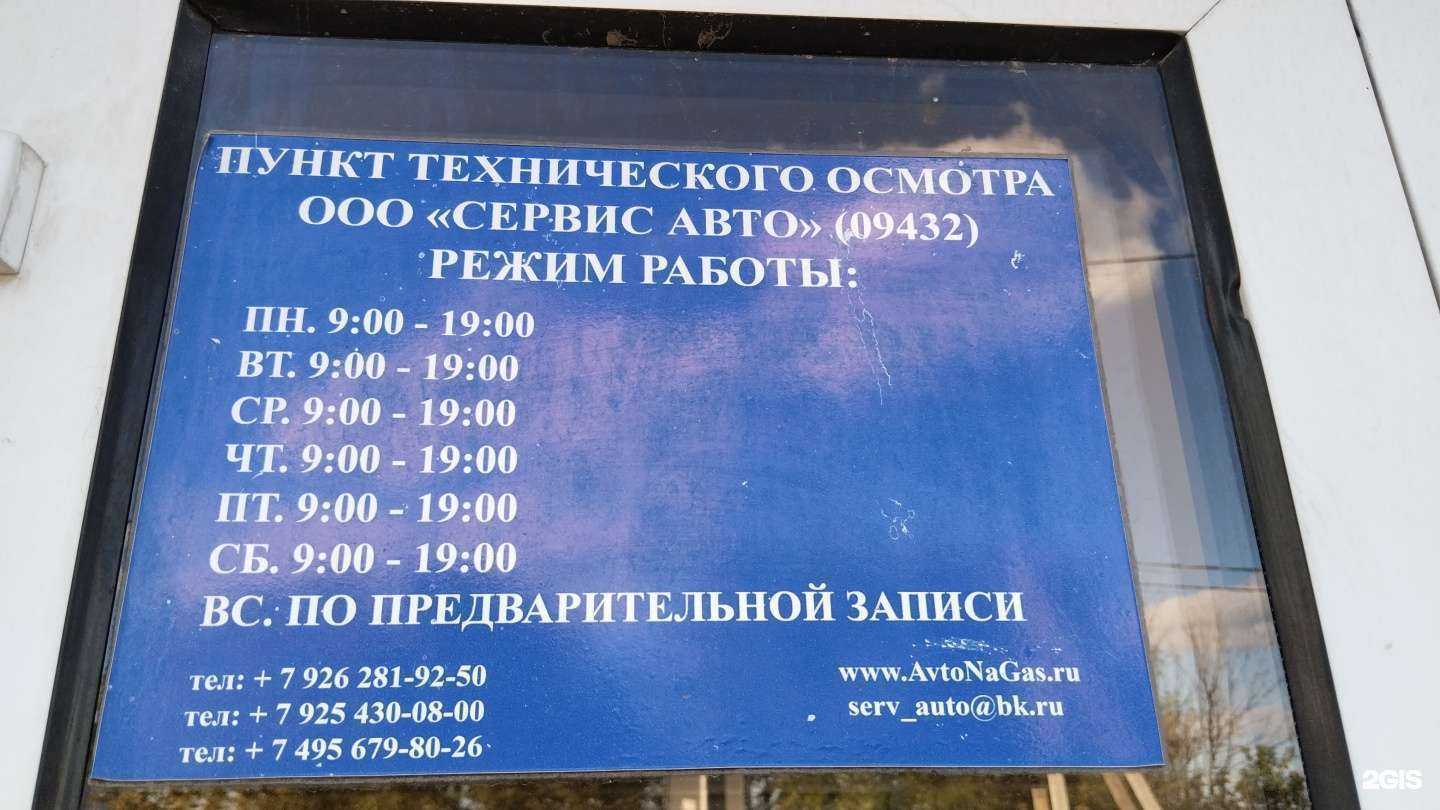 ПУНКТ ТЕХНИЧЕСКОГО ОСМОТРА
ООО «СЕРВИС АВТО» (09432)
РЕЖИМ РАБОТЫ:
ПН. 9:00 - 19:00
ВТ. 9:00 - 19:00
СР. 9:00 - 19:00
ЧТ. 9:00 - 19:00
ПТ. 9:00 - 19:00
СБ. 9:00 - 19:00
ВС. ПО ПРЕДВАРИТЕЛЬНОЙ ЗАПИСИ
тел: + 7 926 281-92-50
тел: + 7 925 430-08-00
тел: + 7 495 679-80-26
www.AvtoNaGas.ru
serv_auto@bk.ru
2GIS